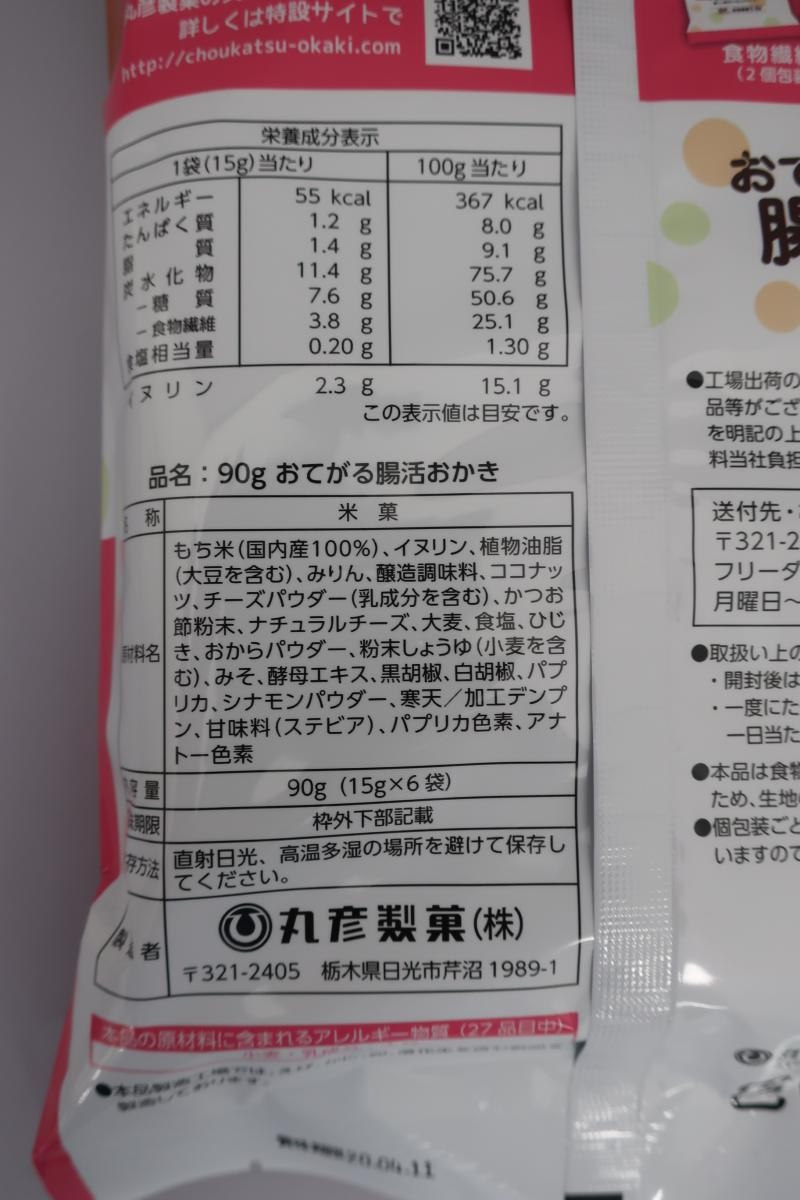 詳しくは特設サイトで
http://choukatsu-okaki.com
食物繊
(2個包
栄養成分表示
1袋(15g)当たり 100g当たり
エネルギー 55 kcal 367 kcal
たんぱく質 1.2 g 8.0 g
脂質 1.4 g 9.1 g
炭水化物 11.4 g 75.7 g
－糖質 7.6 g 50.6 g
－食物繊維 3.8 g 25.1 g
食塩相当量 0.20 g 1.30 g
イヌリン 2.3 g 15.1 g
この表示値は目安です。
品名：90g おてがる腸活おかき
称 米菓
原材料名 もち米(国内産100%)、イヌリン、植物油脂
(大豆を含む)、みりん、醸造調味料、ココナッ
ツ、チーズパウダー(乳成分を含む)、かつお
節粉末、ナチュラルチーズ、大麦、食塩、ひじ
き、おからパウダー、粉末しょうゆ(小麦を含
む)、みそ、酵母エキス、黒胡椒、白胡椒、パプ
リカ、シナモンパウダー、寒天／加工デンプ
ン、甘味料(ステビア)、パプリカ色素、アナ
トー色素
容量 90g（15g×6袋）
期限 枠外下部記載
存方法 直射日光、高温多湿の場所を避けて保存し
てください。
製造者 丸彦製菓(株)
〒321-2405 栃木県日光市芹沼1989-1
本品の原材料に含まれるアレルギー物質（27品目中）
20.04.11
おて
腸
●工場出荷の
品等がござ
を明記の上
料当社負担
送付先・
〒321-2
フリーダ
月曜日～
●取扱い上の
・開封後は
・一度にた
一日当た
●本品は食物
ため、生地
●個包装ごと
いますので